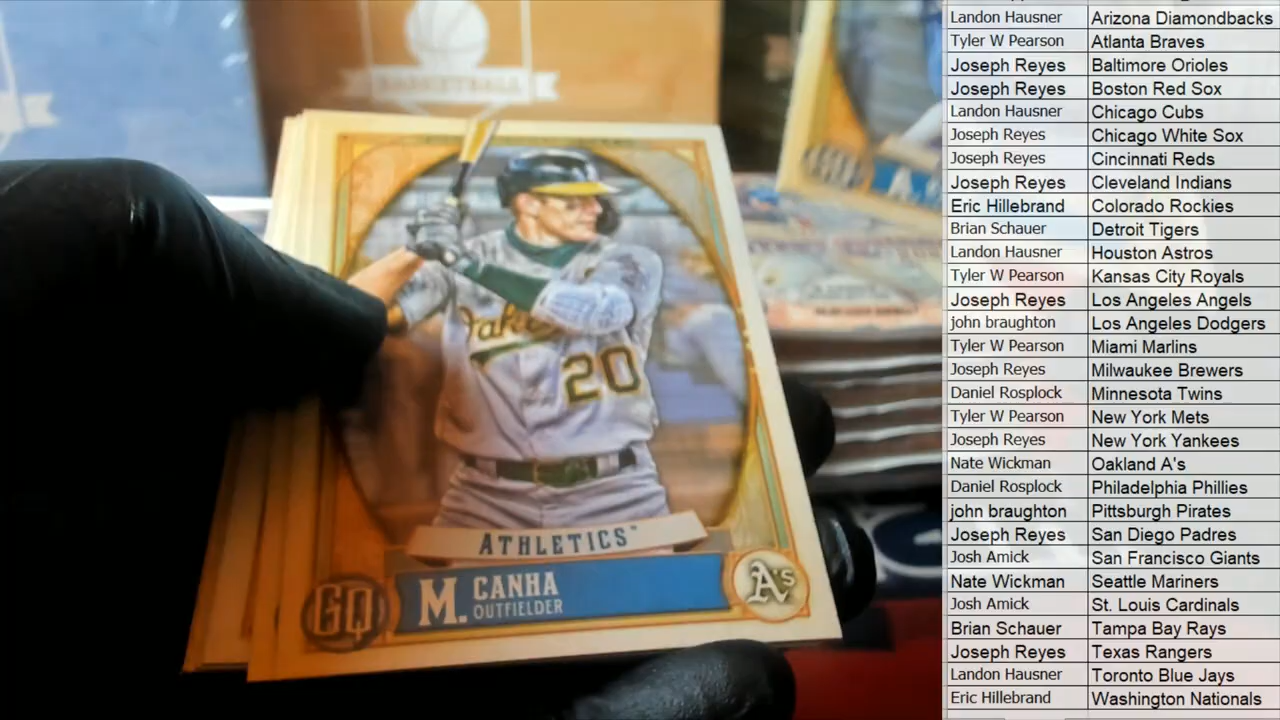 BASKETBALL
Oakl
20
ATHLETICS
M. CANHA
OUTFIELDER
GQ
A's
A.
Landon Hausner Arizona Diamondbacks
Tyler W Pearson Atlanta Braves
Joseph Reyes Baltimore Orioles
Joseph Reyes Boston Red Sox
Landon Hausner Chicago Cubs
Joseph Reyes Chicago White Sox
Joseph Reyes Cincinnati Reds
Joseph Reyes Cleveland Indians
Eric Hillebrand Colorado Rockies
Brian Schauer Detroit Tigers
Landon Hausner Houston Astros
Tyler W Pearson Kansas City Royals
Joseph Reyes Los Angeles Angels
john braughton Los Angeles Dodgers
Tyler W Pearson Miami Marlins
Joseph Reyes Milwaukee Brewers
Daniel Rosplock Minnesota Twins
Tyler W Pearson New York Mets
Joseph Reyes New York Yankees
Nate Wickman Oakland A's
Daniel Rosplock Philadelphia Phillies
john braughton Pittsburgh Pirates
Joseph Reyes San Diego Padres
Josh Amick San Francisco Giants
Nate Wickman Seattle Mariners
Josh Amick St. Louis Cardinals
Brian Schauer Tampa Bay Rays
Joseph Reyes Texas Rangers
Landon Hausner Toronto Blue Jays
Eric Hillebrand Washington Nationals